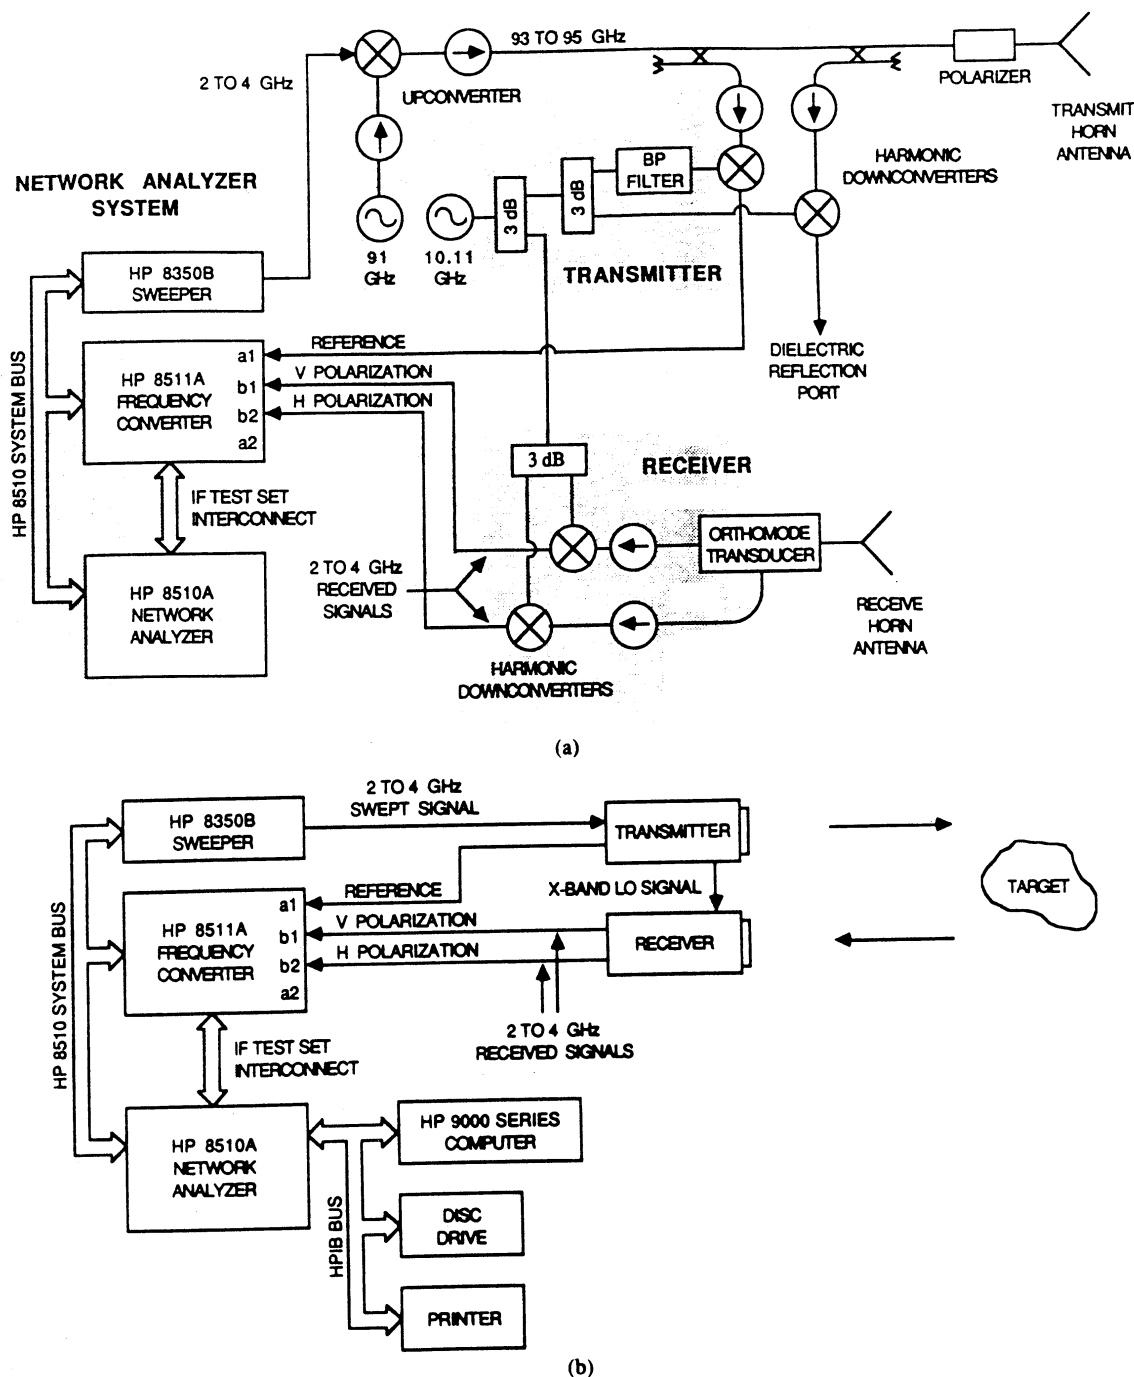 93 TO 95 GHz
2 TO 4 GHz
UPCONVERTER
POLARIZER
TRANSMIT
HORN
ANTENNA
HARMONIC
DOWNCONVERTERS
BP
FILTER
3 dB
3 dB
NETWORK ANALYZER
SYSTEM
91
GHz
10.11
GHz
TRANSMITTER
HP 8350B
SWEEPER
HP 8510 SYSTEM BUS
HP 8511A
FREQUENCY
CONVERTER
a1
b1
b2
a2
REFERENCE
V POLARIZATION
H POLARIZATION
DIELECTRIC
REFLECTION
PORT
3 dB
RECEIVER
IF TEST SET
INTERCONNECT
ORTHOMODE
TRANSDUCER
2 TO 4 GHz
RECEIVED
SIGNALS
HP 8510A
NETWORK
ANALYZER
RECEIVE
HORN
ANTENNA
HARMONIC
DOWNCONVERTERS
(a)
2 TO 4 GHz
SWEPT SIGNAL
HP 8350B
SWEEPER
TRANSMITTER
X-BAND LO SIGNAL
TARGET
HP 8510 SYSTEM BUS
HP 8511A
FREQUENCY
CONVERTER
a1
b1
b2
a2
REFERENCE
V POLARIZATION
H POLARIZATION
RECEIVER
2 TO 4 GHz
RECEIVED SIGNALS
IF TEST SET
INTERCONNECT
HP 8510A
NETWORK
ANALYZER
HP 9000 SERIES
COMPUTER
HPIB BUS
DISC
DRIVE
PRINTER
(b)